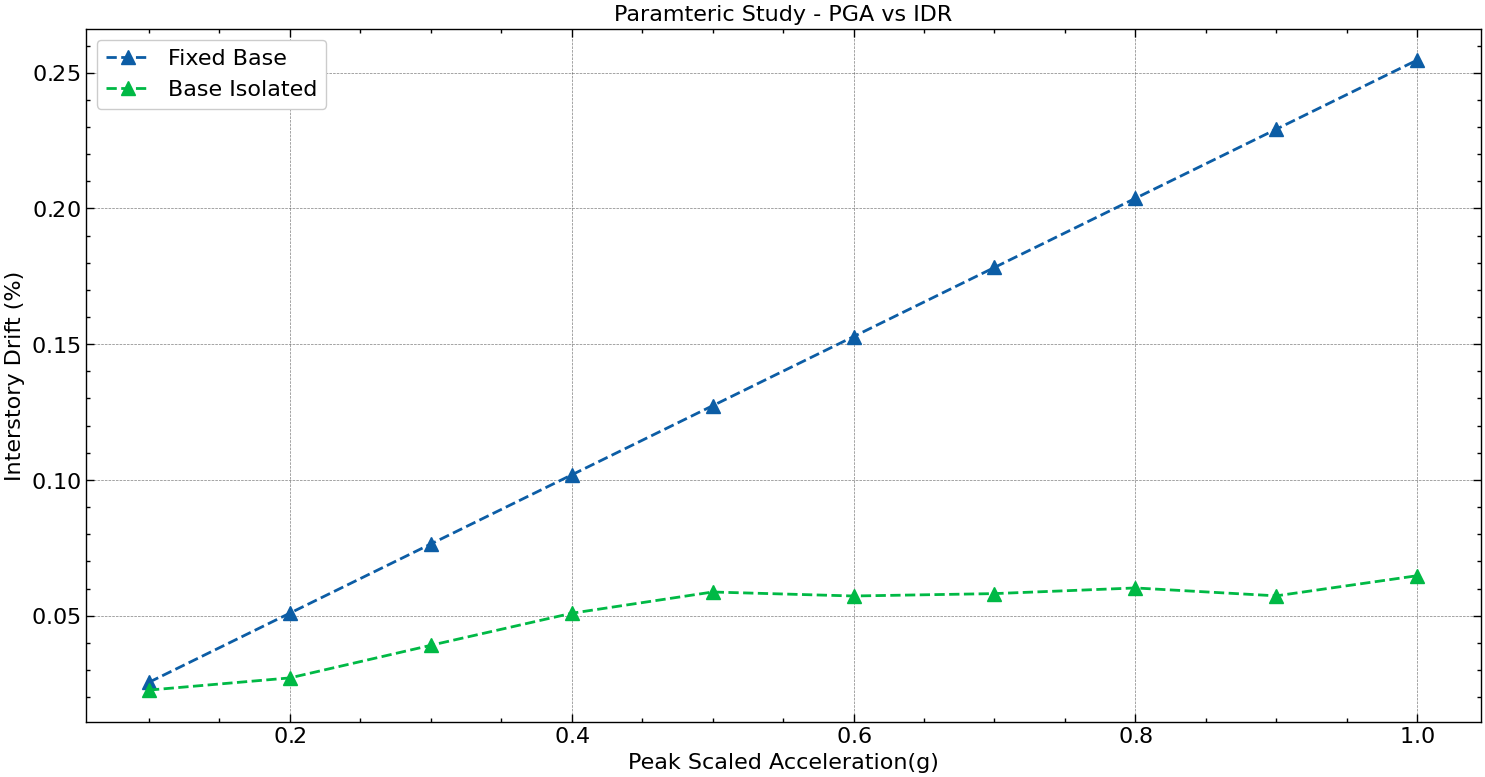 Paramteric Study - PGA vs IDR
Fixed Base
Base Isolated
0.25
0.20
0.15
0.10
0.05
Interstory Drift (%)
0.2 0.4 0.6 0.8 1.0
Peak Scaled Acceleration(g)